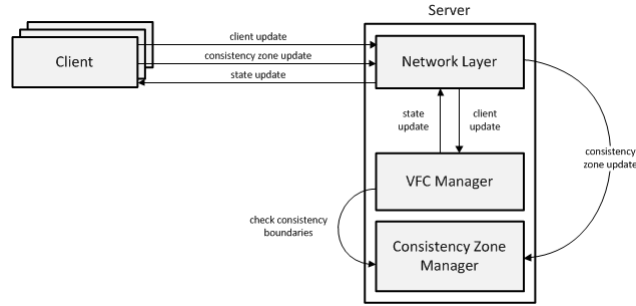 Server
client update
consistency zone update
state update
Client
Network Layer
state
update
client
update
consistency
zone update
VFC Manager
check consistency
boundaries
Consistency Zone
Manager